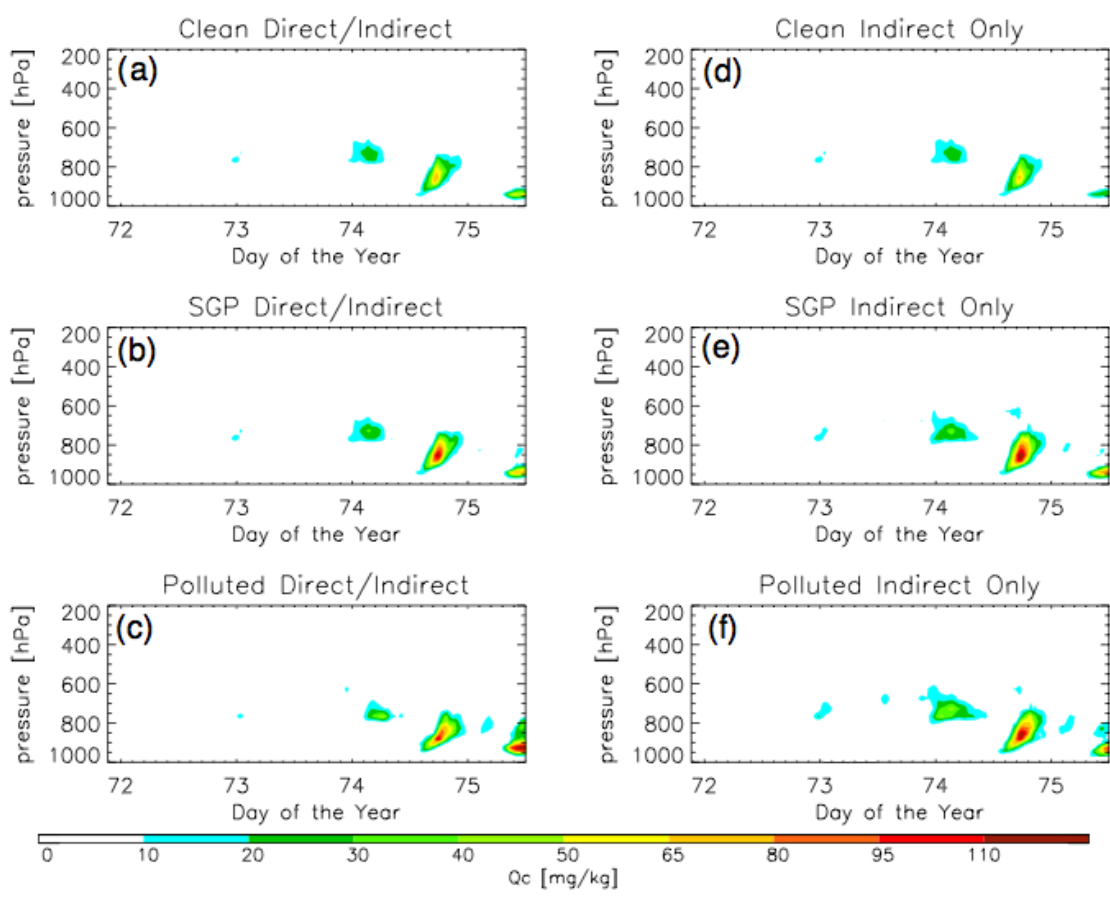 Clean Direct/Indirect
(a)
pressure [hPa]
200
400
600
800
1000
72 73 74 75
Day of the Year
Clean Indirect Only
(d)
pressure [hPa]
200
400
600
800
1000
72 73 74 75
Day of the Year
SGP Direct/Indirect
(b)
pressure [hPa]
200
400
600
800
1000
72 73 74 75
Day of the Year
SGP Indirect Only
(e)
pressure [hPa]
200
400
600
800
1000
72 73 74 75
Day of the Year
Polluted Direct/Indirect
(c)
pressure [hPa]
200
400
600
800
1000
72 73 74 75
Day of the Year
Polluted Indirect Only
(f)
pressure [hPa]
200
400
600
800
1000
72 73 74 75
Day of the Year
0 10 20 30 40 50 65 80 95 110
Qc [mg/kg]